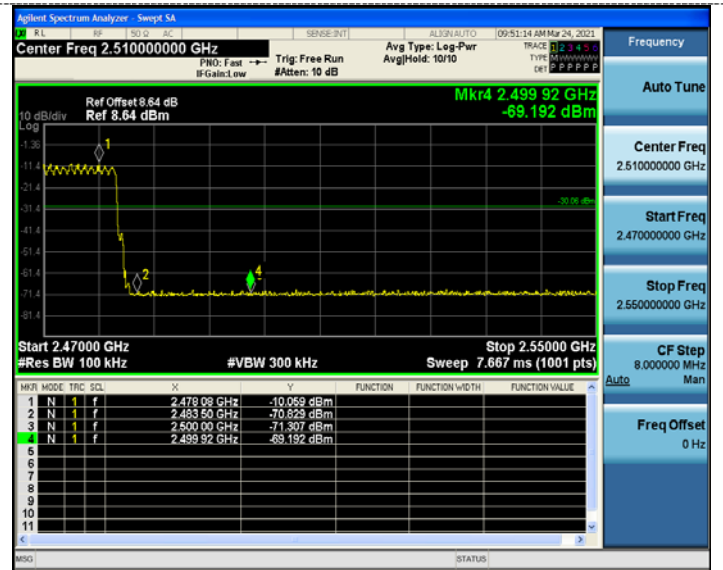 Agilent Spectrum Analyzer - Swept SA
RL RF 50 Ω AC SENSE:INT ALIGN AUTO 09:51:14 AM Mar 24, 2021
Center Freq 2.510000000 GHz
PNO: Fast
IFGain:Low
Trig: Free Run
#Atten: 10 dB
Avg Type: Log-Pwr
Avg|Hold: 10/10
TRACE 1 2 3 4 5 6
TYPE MWWWWW
DET P P P P P P
Ref Offset 8.64 dB
10 dB/div Ref 8.64 dBm
Log
Mkr4 2.499 92 GHz
-69.192 dBm
-1.36
-11.4
-21.4
-31.4
-41.4
-51.4
-61.4
-71.4
-81.4
1
-30.06 dBm
2
4
Start 2.47000 GHz Stop 2.55000 GHz
#Res BW 100 kHz #VBW 300 kHz Sweep 7.667 ms (1001 pts)
MKR MODE TRC SCL X Y FUNCTION FUNCTION WIDTH FUNCTION VALUE
1 N 1 f 2.478 08 GHz -10.059 dBm
2 N 1 f 2.483 50 GHz -70.829 dBm
3 N 1 f 2.500 00 GHz -71.307 dBm
4 N 1 f 2.499 92 GHz -69.192 dBm
5
6
7
8
9
10
11
MSG STATUS
Frequency
Auto Tune
Center Freq
2.510000000 GHz
Start Freq
2.470000000 GHz
Stop Freq
2.550000000 GHz
CF Step
8.000000 MHz
Auto Man
Freq Offset
0 Hz